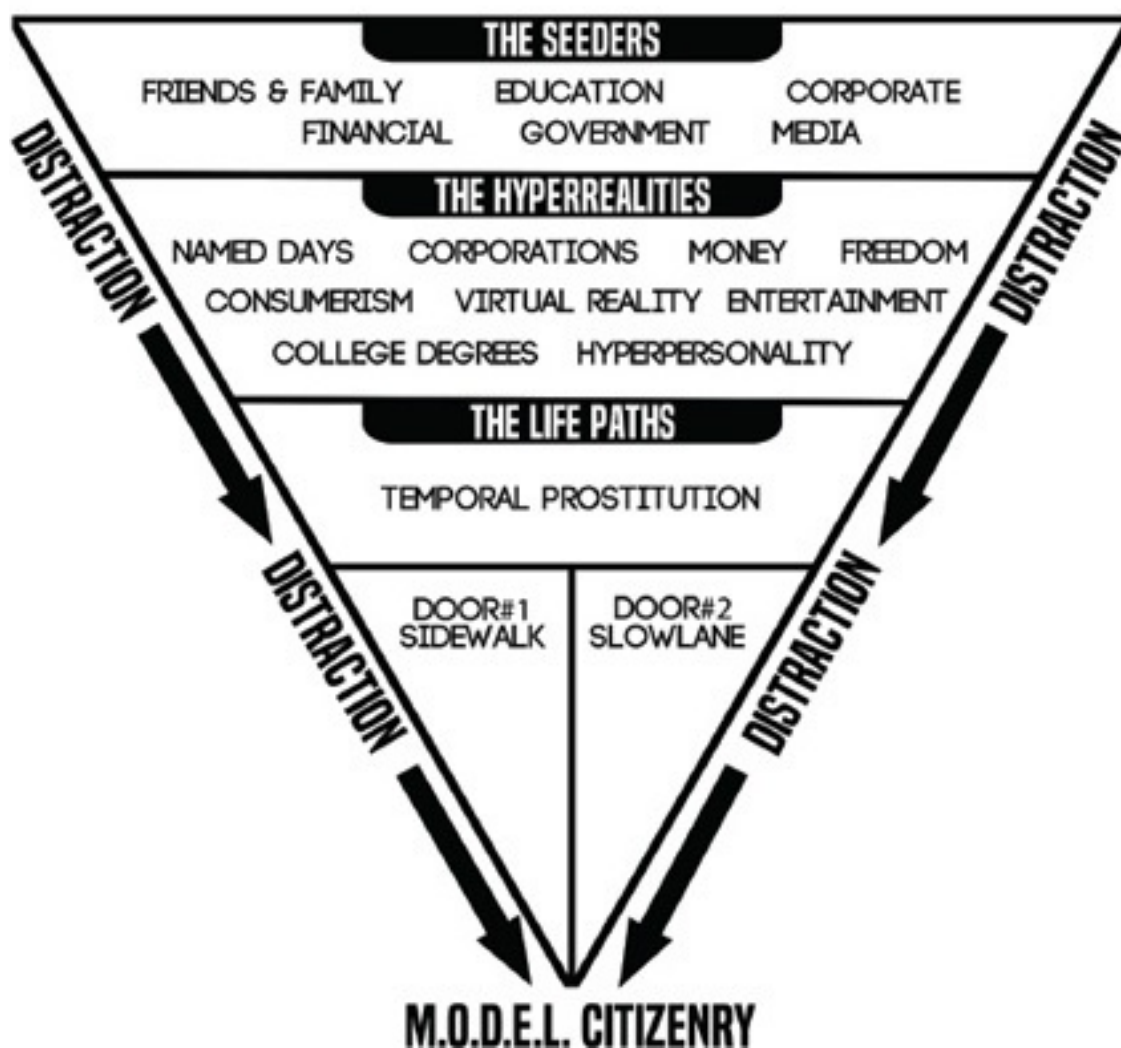 THE SEEDERS
FRIENDS & FAMILY EDUCATION CORPORATE
FINANCIAL GOVERNMENT MEDIA
DISTRACTION
DISTRACTION
THE HYPERREALITIES
NAMED DAYS CORPORATIONS MONEY FREEDOM
CONSUMERISM VIRTUAL REALITY ENTERTAINMENT
COLLEGE DEGREES HYPERPERSONALITY
THE LIFE PATHS
TEMPORAL PROSTITUTION
DISTRACTION
DISTRACTION
DOOR#1
SIDEWALK
DOOR#2
SLOWLANE
M.O.D.E.L. CITIZENRY